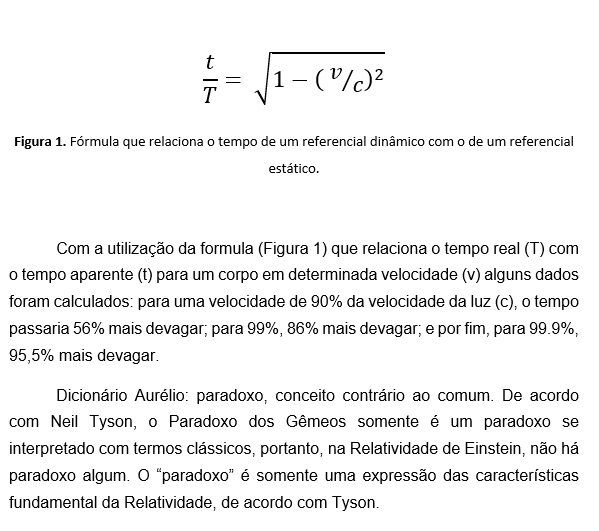 t/T = √1 − (v/c)²
Figura 1. Fórmula que relaciona o tempo de um referencial dinâmico com o de um referencial
estático.
Com a utilização da formula (Figura 1) que relaciona o tempo real (T) com
o tempo aparente (t) para um corpo em determinada velocidade (v) alguns dados
foram calculados: para uma velocidade de 90% da velocidade da luz (c), o tempo
passaria 56% mais devagar; para 99%, 86% mais devagar; e por fim, para 99.9%,
95,5% mais devagar.
Dicionário Aurélio: paradoxo, conceito contrário ao comum. De acordo
com Neil Tyson, o Paradoxo dos Gêmeos somente é um paradoxo se
interpretado com termos clássicos, portanto, na Relatividade de Einstein, não há
paradoxo algum. O “paradoxo” é somente uma expressão das características
fundamental da Relatividade, de acordo com Tyson.